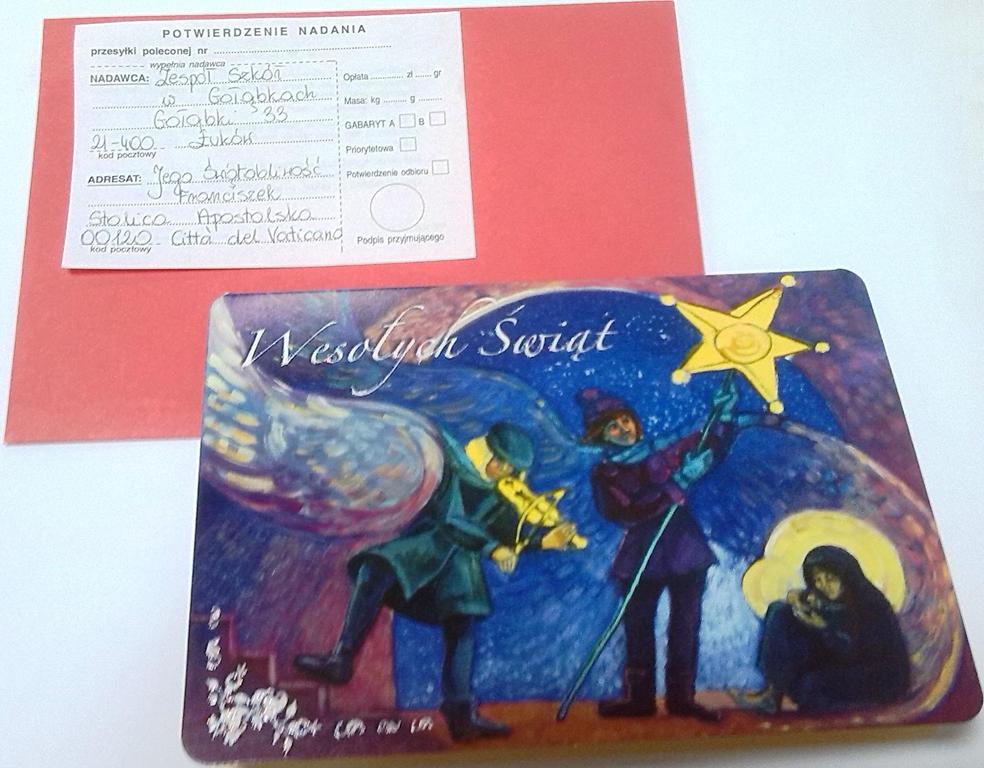 POTWIERDZENIE NADANIA
przesyłki poleconej nr
wypełnia nadawca
NADAWCA: Zespół Szkół
w Gołąbkach
Gołąbki 33
21-400 Łuków
kod pocztowy
ADRESAT: Jego Świątobliwość
Franciszek
Stolica Apostolska
00120 Città del Vaticano
kod pocztowy
Opłata zł gr
Masa: kg g
GABARYT A B
Priorytetowa
Potwierdzenie odbioru
Podpis przyjmującego
Wesołych Świąt